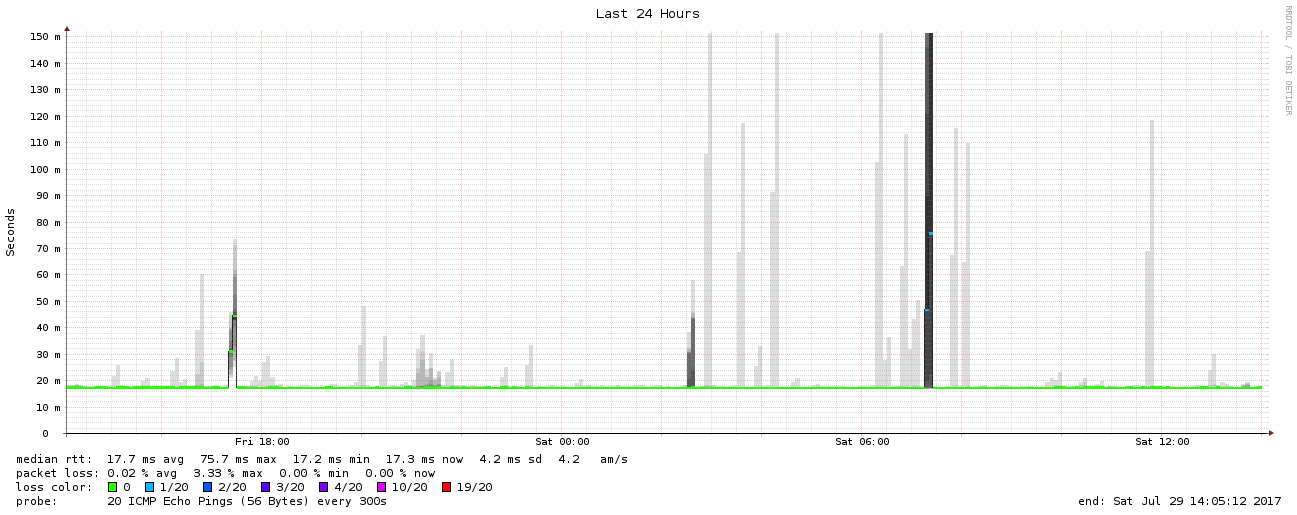 Last 24 Hours
RRDTOOL / TOBI OETIKER
Seconds
150 m
140 m
130 m
120 m
110 m
100 m
90 m
80 m
70 m
60 m
50 m
40 m
30 m
20 m
10 m
0
Fri 18:00 Sat 00:00 Sat 06:00 Sat 12:00
median rtt: 17.7 ms avg 75.7 ms max 17.2 ms min 17.3 ms now 4.2 ms sd 4.2 am/s
packet loss: 0.02 % avg 3.33 % max 0.00 % min 0.00 % now
loss color: 0 1/20 2/20 3/20 4/20 10/20 19/20
probe: 20 ICMP Echo Pings (56 Bytes) every 300s end: Sat Jul 29 14:05:12 2017